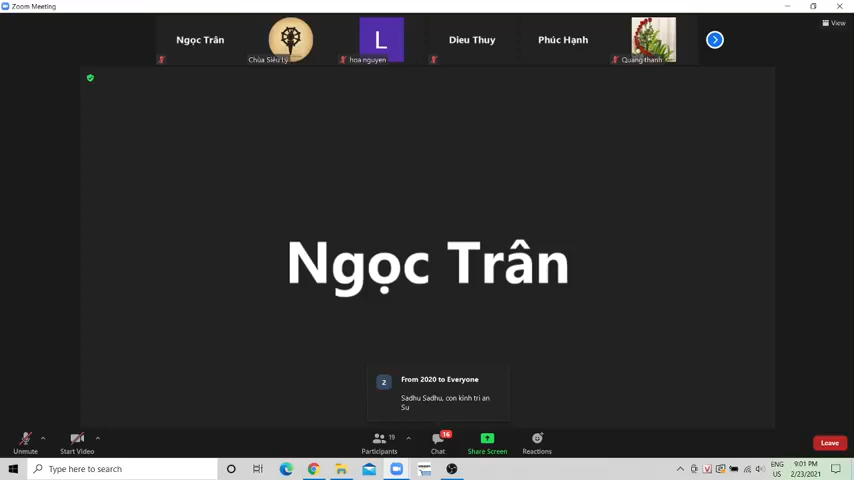 Zoom Meeting
View
Ngọc Trân
L
Dieu Thuy
Phúc Hạnh
Chùa Siêu Lý
hoa nguyen
Quang thanh
Ngọc Trân
2
From 2020 to Everyone
Sadhu Sadhu, con kính tri an
Su
Unmute
Start Video
Participants
19
Chat
16
Share Screen
Reactions
Leave
Type here to search
ENG
US
9:01 PM
2/23/2021